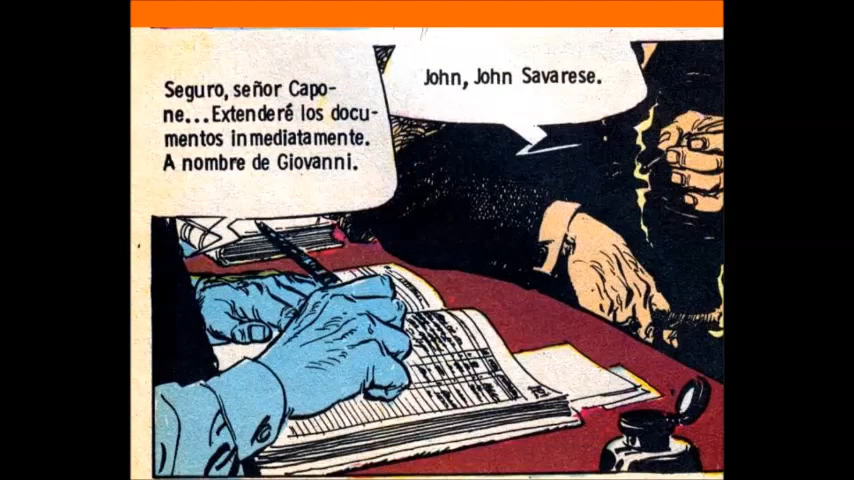 Seguro, señor Capo-
ne...Extenderé los docu-
mentos inmediatamente.
A nombre de Giovanni.
John, John Savarese.